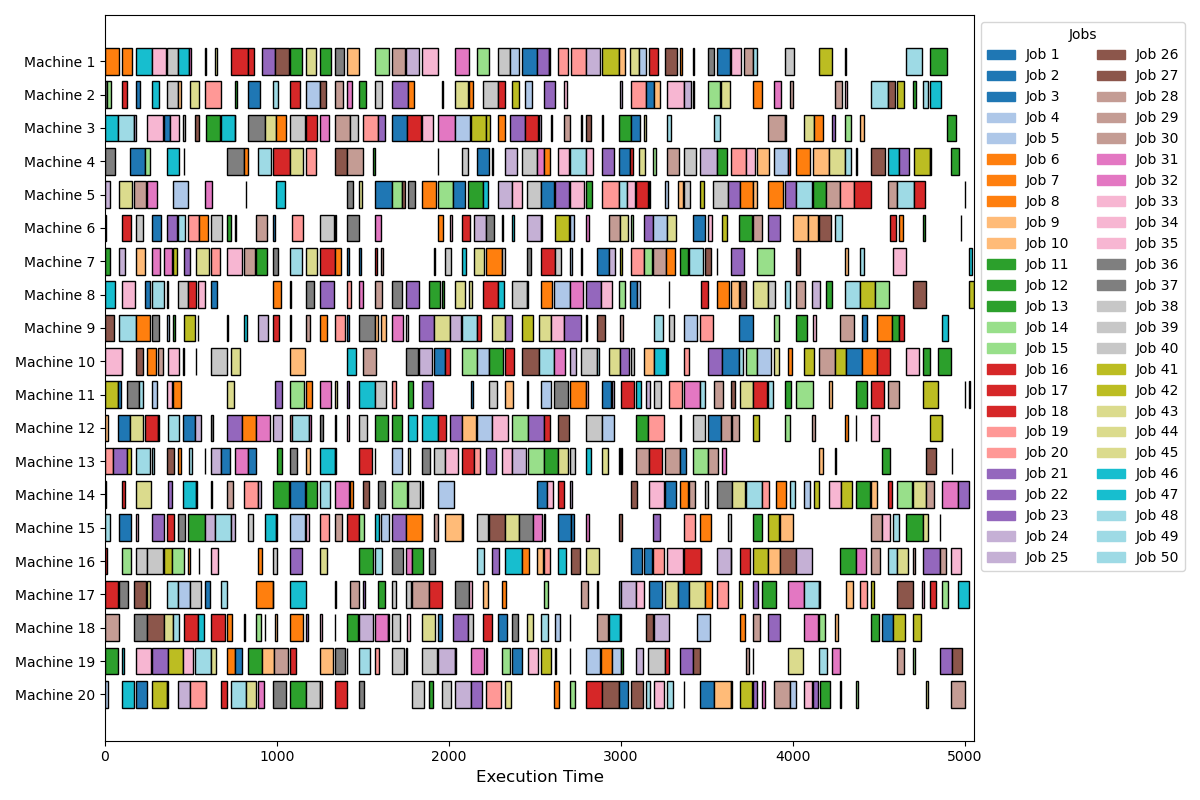 Machine 1
Machine 2
Machine 3
Machine 4
Machine 5
Machine 6
Machine 7
Machine 8
Machine 9
Machine 10
Machine 11
Machine 12
Machine 13
Machine 14
Machine 15
Machine 16
Machine 17
Machine 18
Machine 19
Machine 20
0 1000 2000 3000 4000 5000
Execution Time
Jobs
Job 1
Job 2
Job 3
Job 4
Job 5
Job 6
Job 7
Job 8
Job 9
Job 10
Job 11
Job 12
Job 13
Job 14
Job 15
Job 16
Job 17
Job 18
Job 19
Job 20
Job 21
Job 22
Job 23
Job 24
Job 25
Job 26
Job 27
Job 28
Job 29
Job 30
Job 31
Job 32
Job 33
Job 34
Job 35
Job 36
Job 37
Job 38
Job 39
Job 40
Job 41
Job 42
Job 43
Job 44
Job 45
Job 46
Job 47
Job 48
Job 49
Job 50